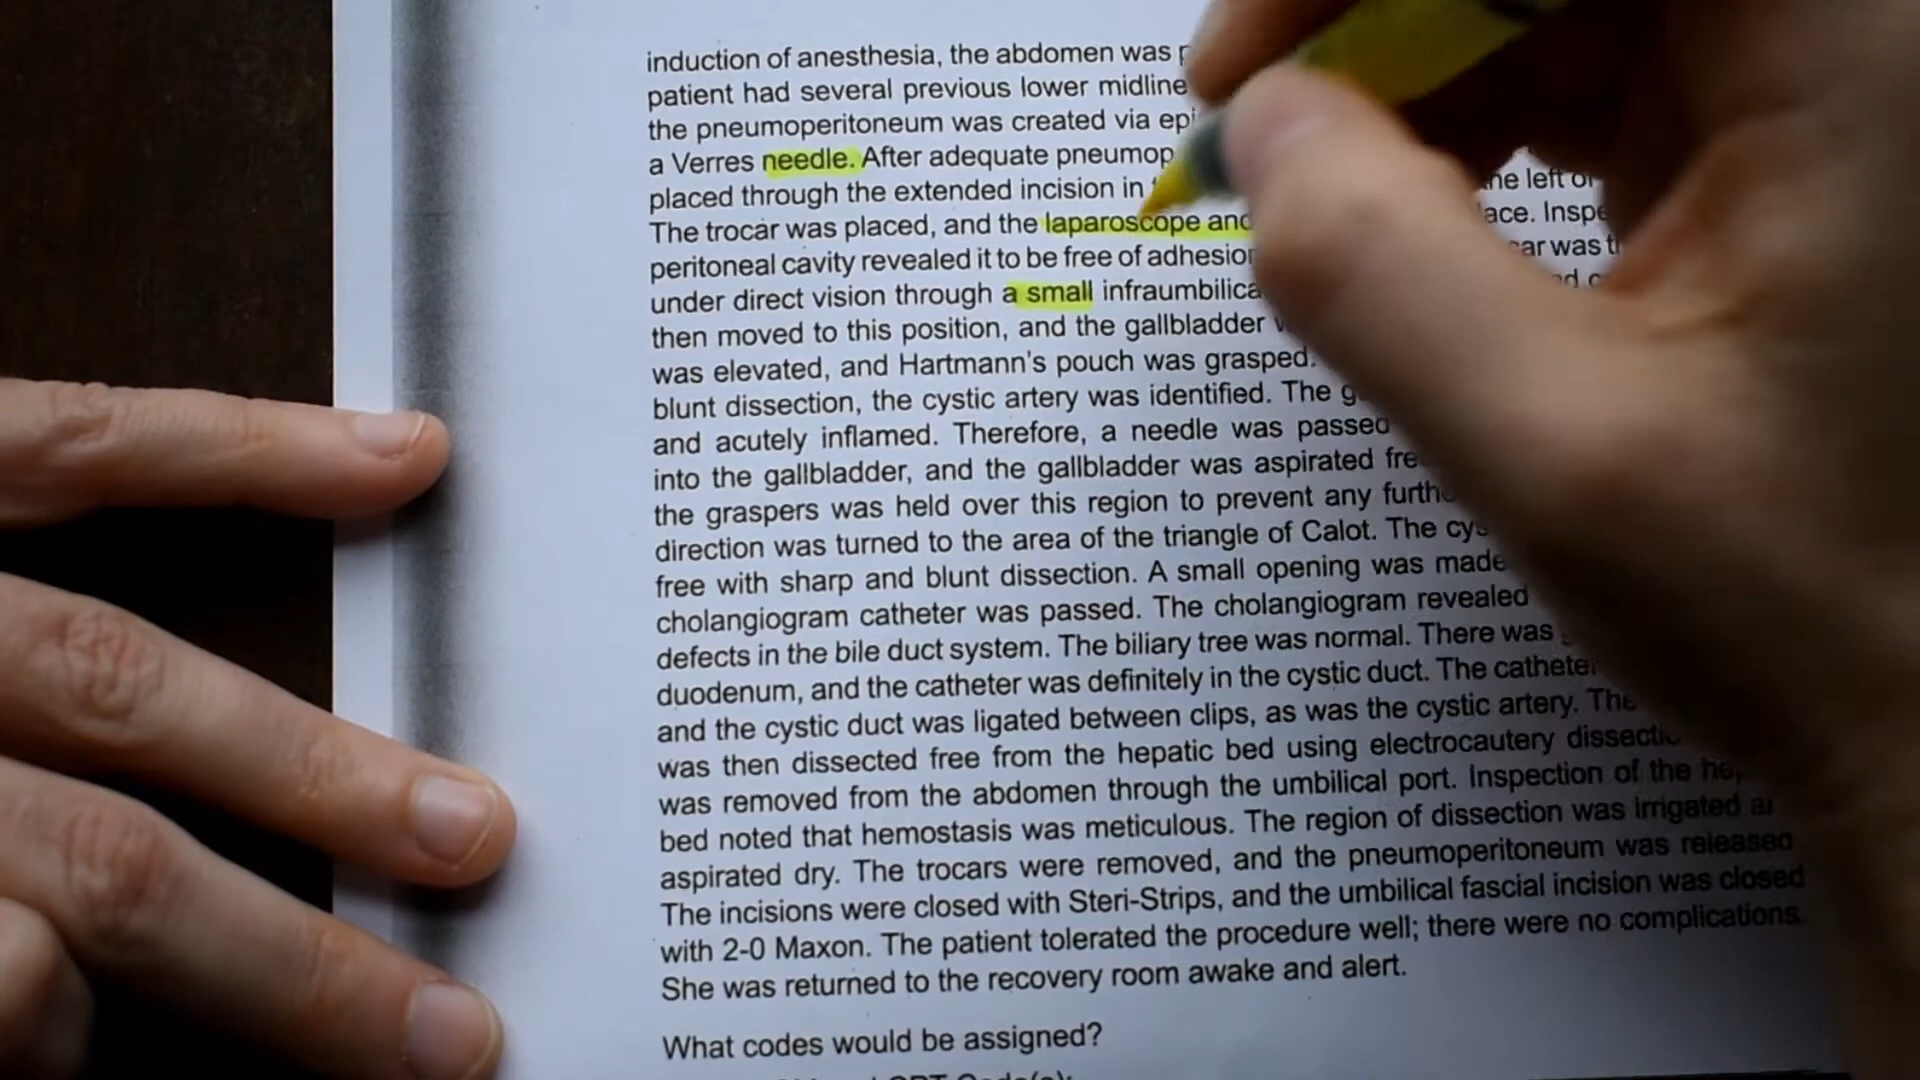 induction of anesthesia, the abdomen was
patient had several previous lower midline
the pneumoperitoneum was created via
a Verres needle. After adequate
placed through the extended incision in the left of
The trocar was placed, and the laparoscope and
peritoneal cavity revealed it to be free of was
under direct vision through a small
then moved to this position, and the gallbladder
was elevated, and Hartmann's pouch was grasped.
blunt dissection, the cystic artery was identified. The
and acutely inflamed. Therefore, a needle was passed
into the gallbladder, and the gallbladder was aspirated
the graspers was held over this region to prevent any
direction was turned to the area of the triangle of Calot. The
free with sharp and blunt dissection. A small opening was made
cholangiogram catheter was passed. The cholangiogram revealed
defects in the bile duct system. The biliary tree was normal. There was
duodenum, and the catheter was definitely in the cystic duct. The
and the cystic duct was ligated between clips, as was the cystic artery. The
was then dissected free from the hepatic bed using electrocautery
was removed from the abdomen through the umbilical port. Inspection of the
bed noted that hemostasis was meticulous. The region of dissection was irrigated
aspirated dry. The trocars were removed, and the pneumoperitoneum was released
The incisions were closed with Steri-Strips, and the umbilical fascial incision was closed
with 2-0 Maxon. The patient tolerated the procedure well; there were no complications
She was returned to the recovery room awake and alert.
What codes would be assigned?